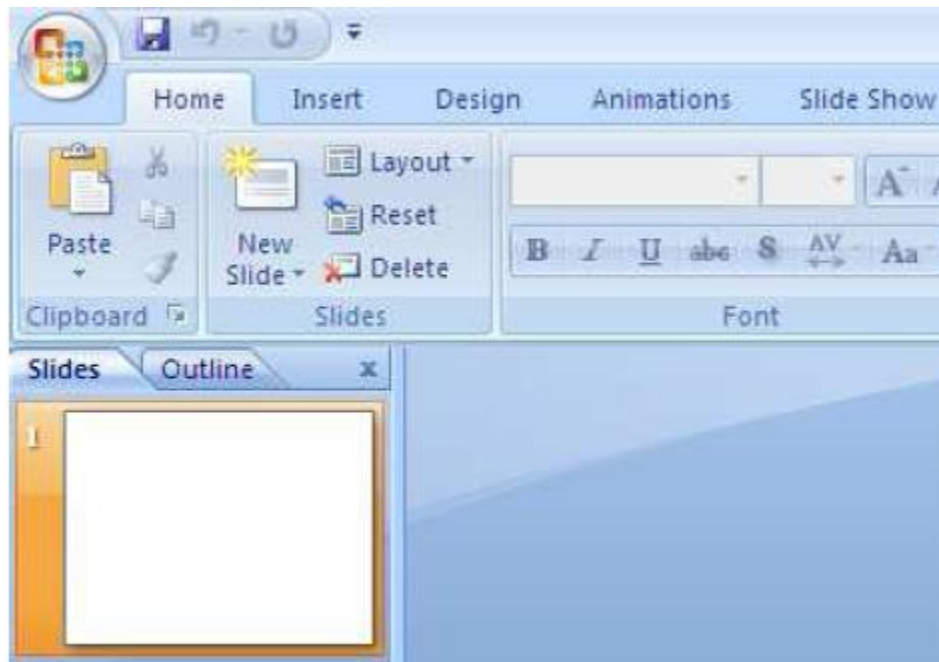 Home Insert Design Animations Slide Show
Layout
Reset
Paste New Slide Delete
B I U abe S AV Aa A
Clipboard Slides Font
Slides Outline x
1